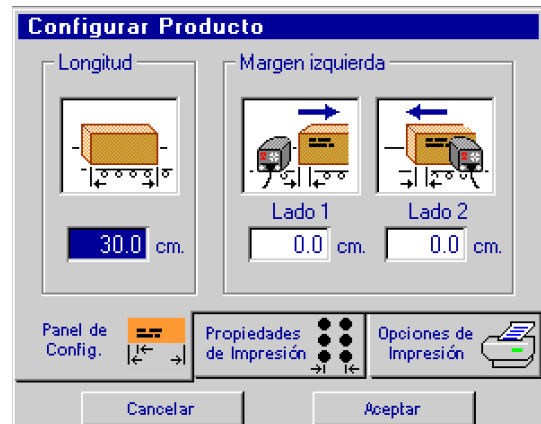 Configurar Producto
Longitud
Margen izquierda
Lado 1
Lado 2
30.0 cm.
0.0 cm.
0.0 cm.
Panel de
Config.
Propiedades
de Impresión
Opciones de
Impresión
Cancelar
Aceptar